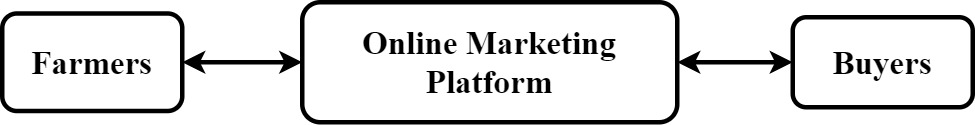 Farmers
Online Marketing
Platform
Buyers